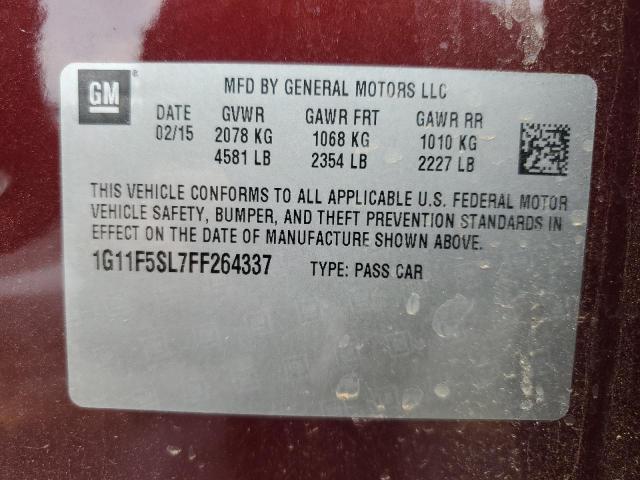 GM ®
MFD BY GENERAL MOTORS LLC
DATE GVWR GAWR FRT GAWR RR
02/15 2078 KG 1068 KG 1010 KG
4581 LB 2354 LB 2227 LB
THIS VEHICLE CONFORMS TO ALL APPLICABLE U.S. FEDERAL MOTOR
VEHICLE SAFETY, BUMPER, AND THEFT PREVENTION STANDARDS IN
EFFECT ON THE DATE OF MANUFACTURE SHOWN ABOVE.
1G11F5SL7FF264337 TYPE: PASS CAR